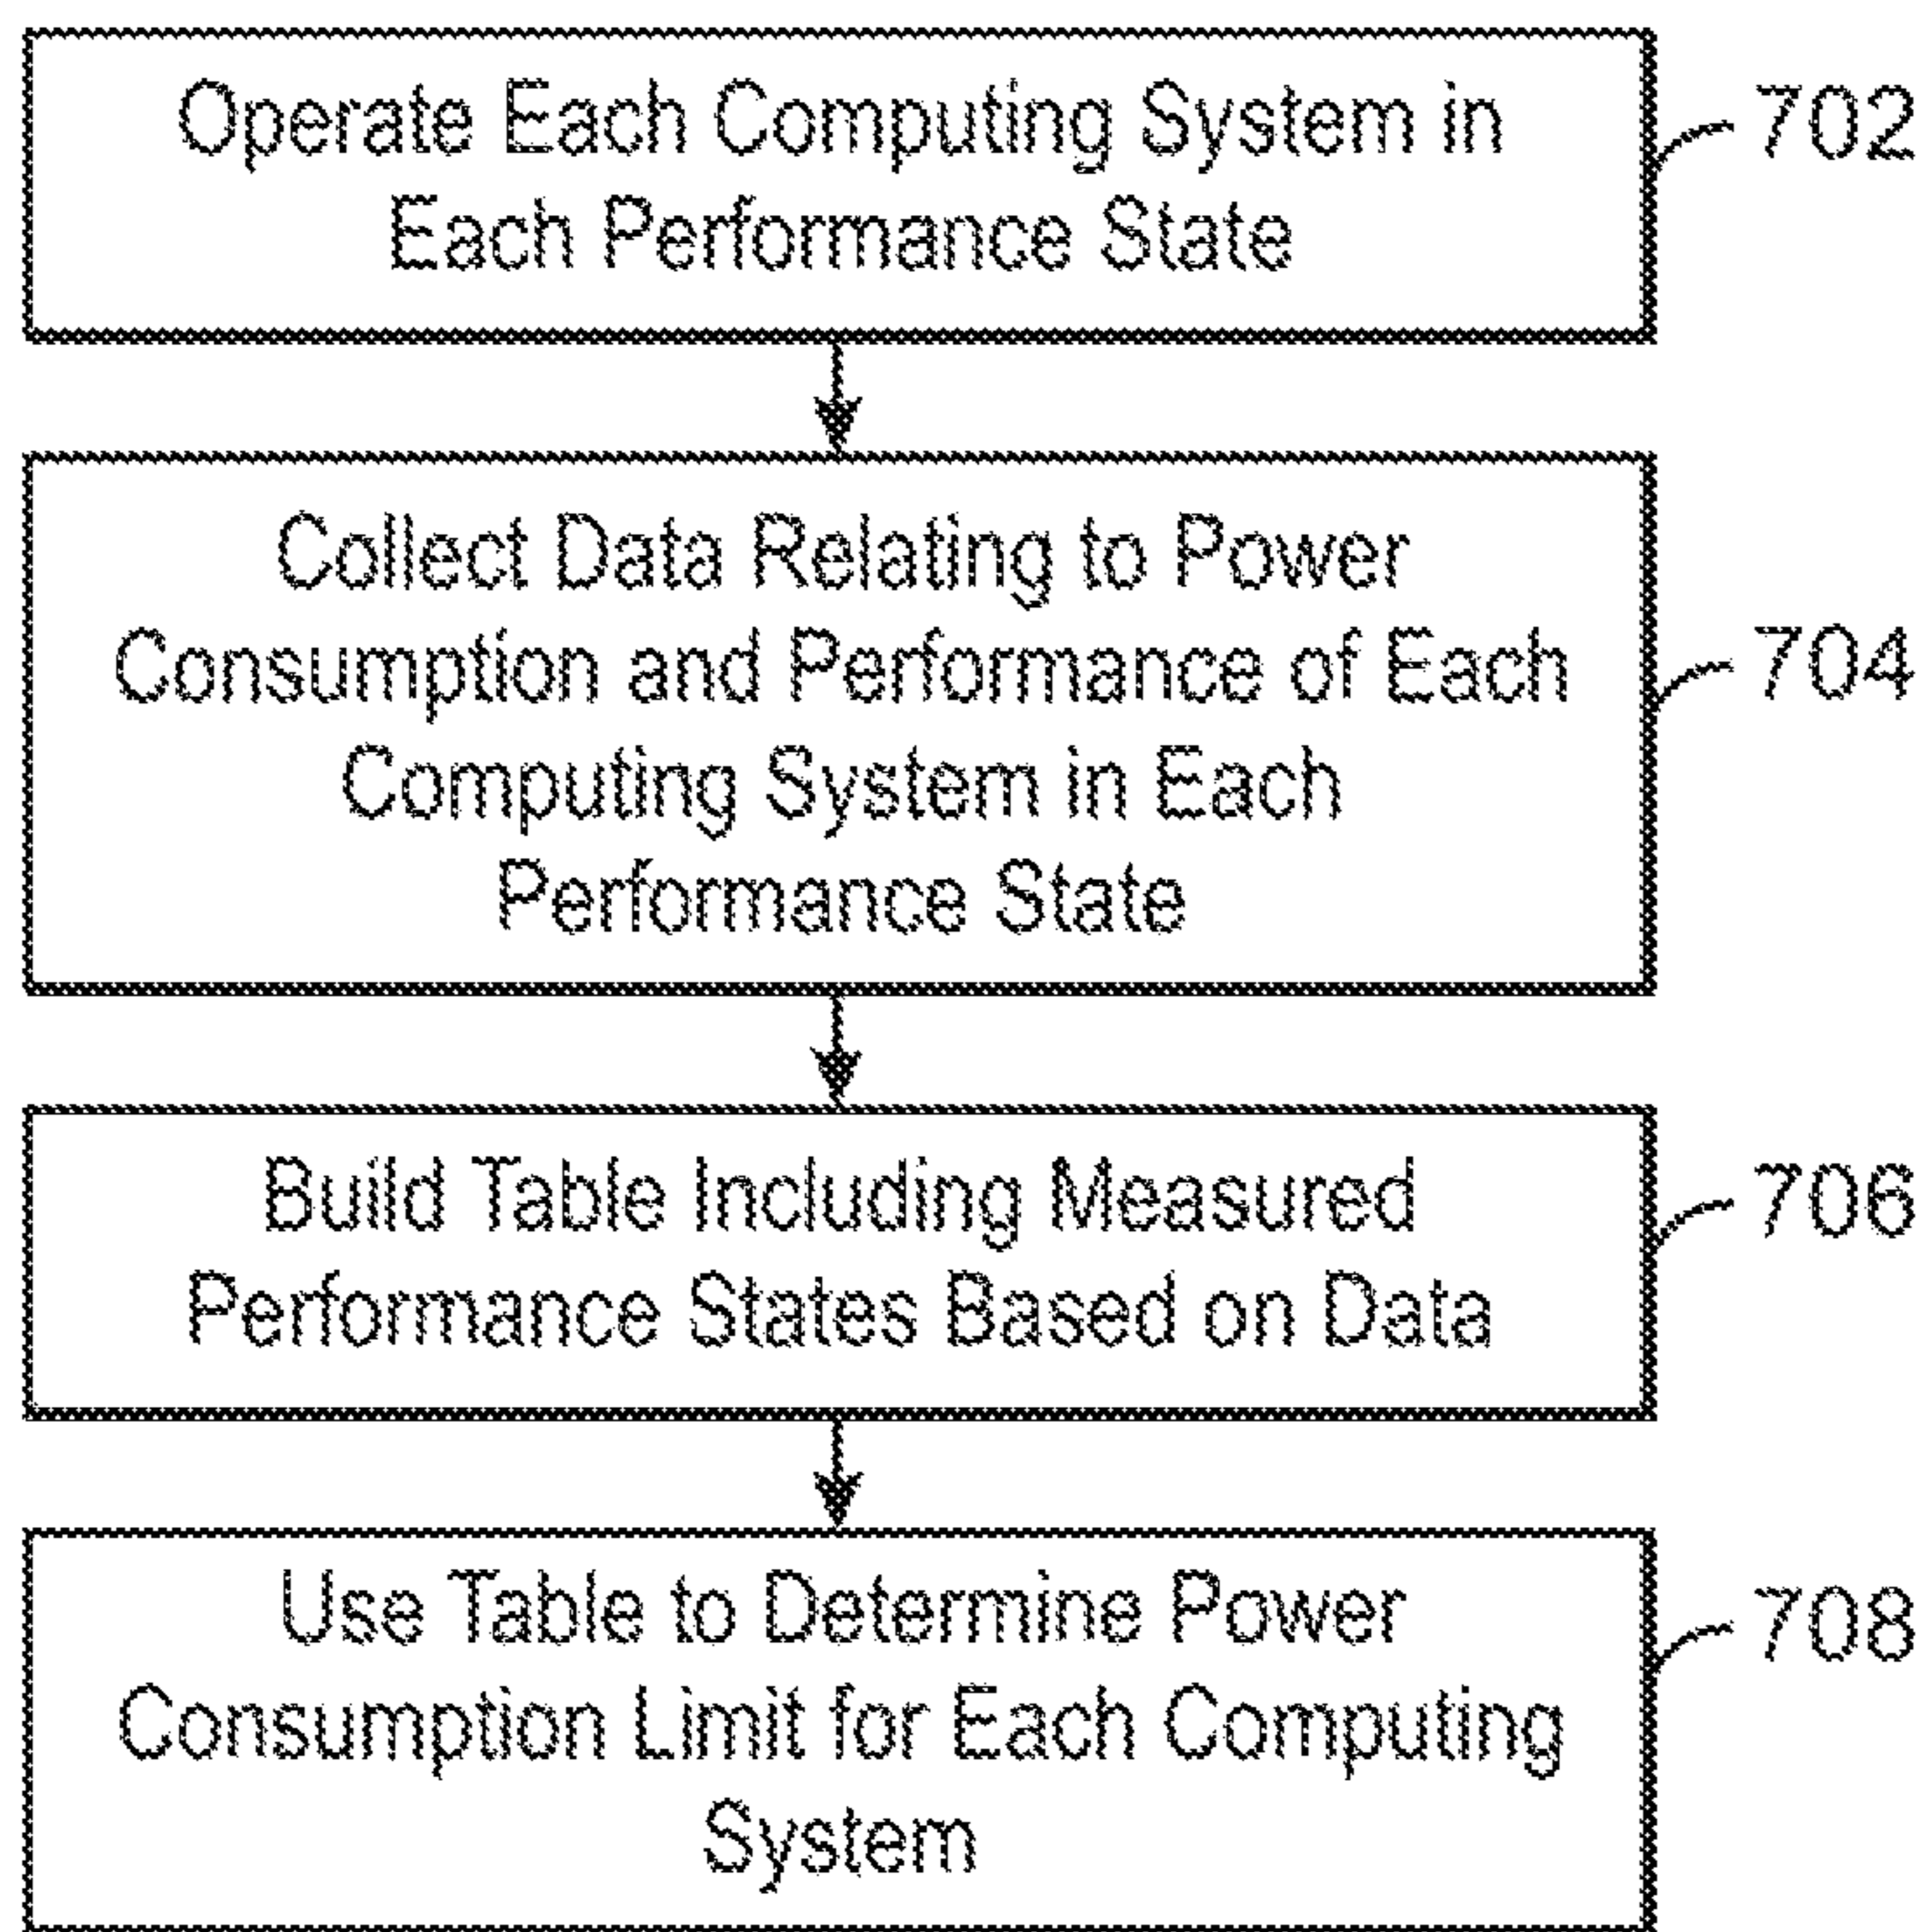 Operate Each Computing System in
Each Performance State
702
Collect Data Relating to Power
Consumption and Performance of Each
Computing System in Each
Performance State
704
Build Table Including Measured
Performance States Based on Data
706
Use Table to Determine Power
Consumption Limit for Each Computing
System
708